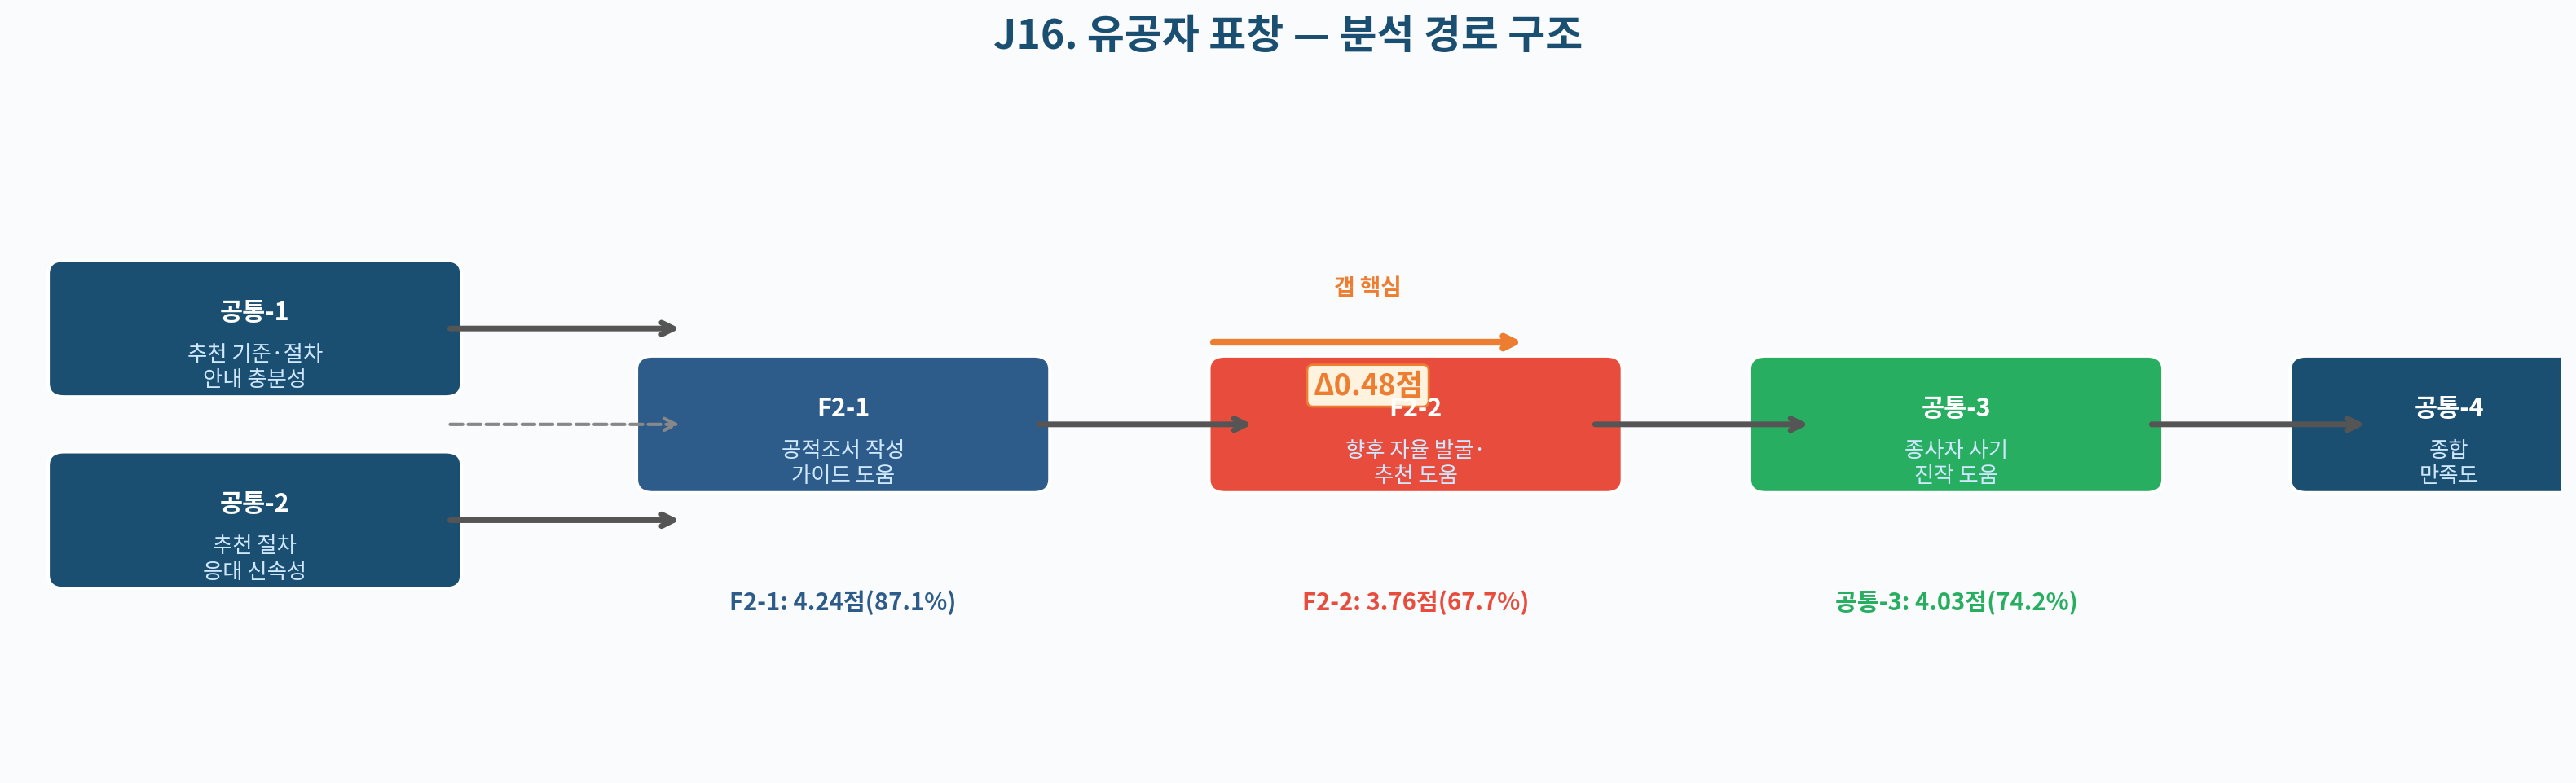 J16. 유공자 표창 — 분석 경로 구조
공통-1
추천 기준·절차
안내 충분성
공통-2
추천 절차
응대 신속성
F2-1
공적조서 작성
가이드 도움
F2-1: 4.24점(87.1%)
갭 핵심
Δ0.48점
F2-2
향후 자율 발굴·
추천 도움
F2-2: 3.76점(67.7%)
공통-3
종사자 사기
진작 도움
공통-3: 4.03점(74.2%)
공통-4
종합
만족도